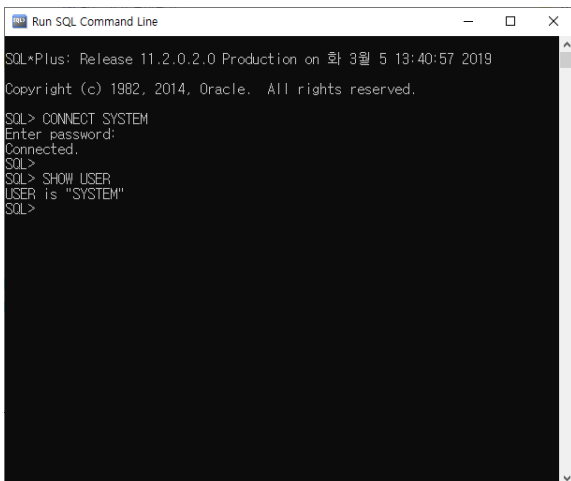 Run SQL Command Line
SQL*Plus: Release 11.2.0.2.0 Production on 화 3월 5 13:40:57 2019
Copyright (c) 1982, 2014, Oracle.  All rights reserved.
SQL> CONNECT SYSTEM
Enter password:
Connected.
SQL>
SQL> SHOW USER
USER is "SYSTEM"
SQL>